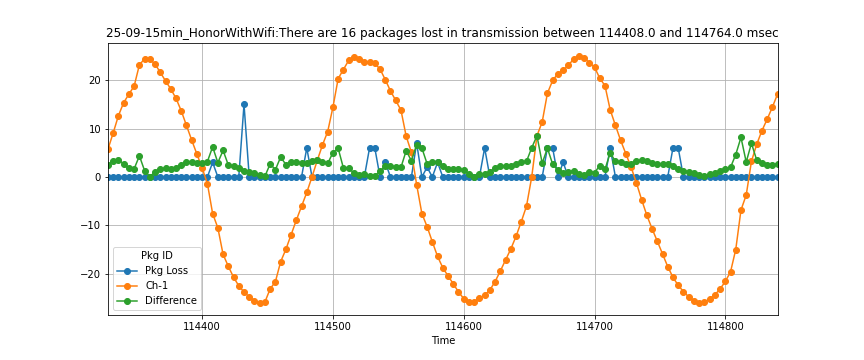 25-09-15min_HonorWithWifi:There are 16 packages lost in transmission between 114408.0 and 114764.0 msec
20
10
0
−10
−20
Pkg ID
Pkg Loss
Ch-1
Difference
114400 114500 114600 114700 114800
Time